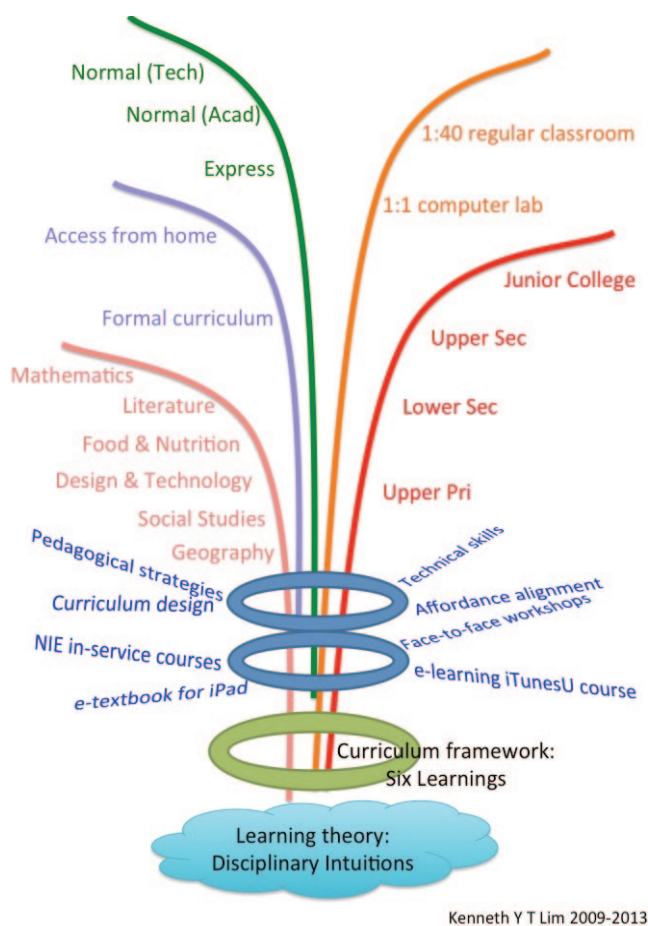 Normal (Tech)
Normal (Acad)
Express
1:40 regular classroom
1:1 computer lab
Access from home
Formal curriculum
Junior College
Upper Sec
Lower Sec
Upper Pri
Mathematics
Literature
Food & Nutrition
Design & Technology
Social Studies
Geography
Pedagogical strategies
Curriculum design
NIE in-service courses
e-textbook for iPad
Technical skills
Affordance alignment
Face-to-face workshops
e-learning iTunesU course
Curriculum framework:
Six Learnings
Learning theory:
Disciplinary Intuitions
Kenneth Y T Lim 2009-2013